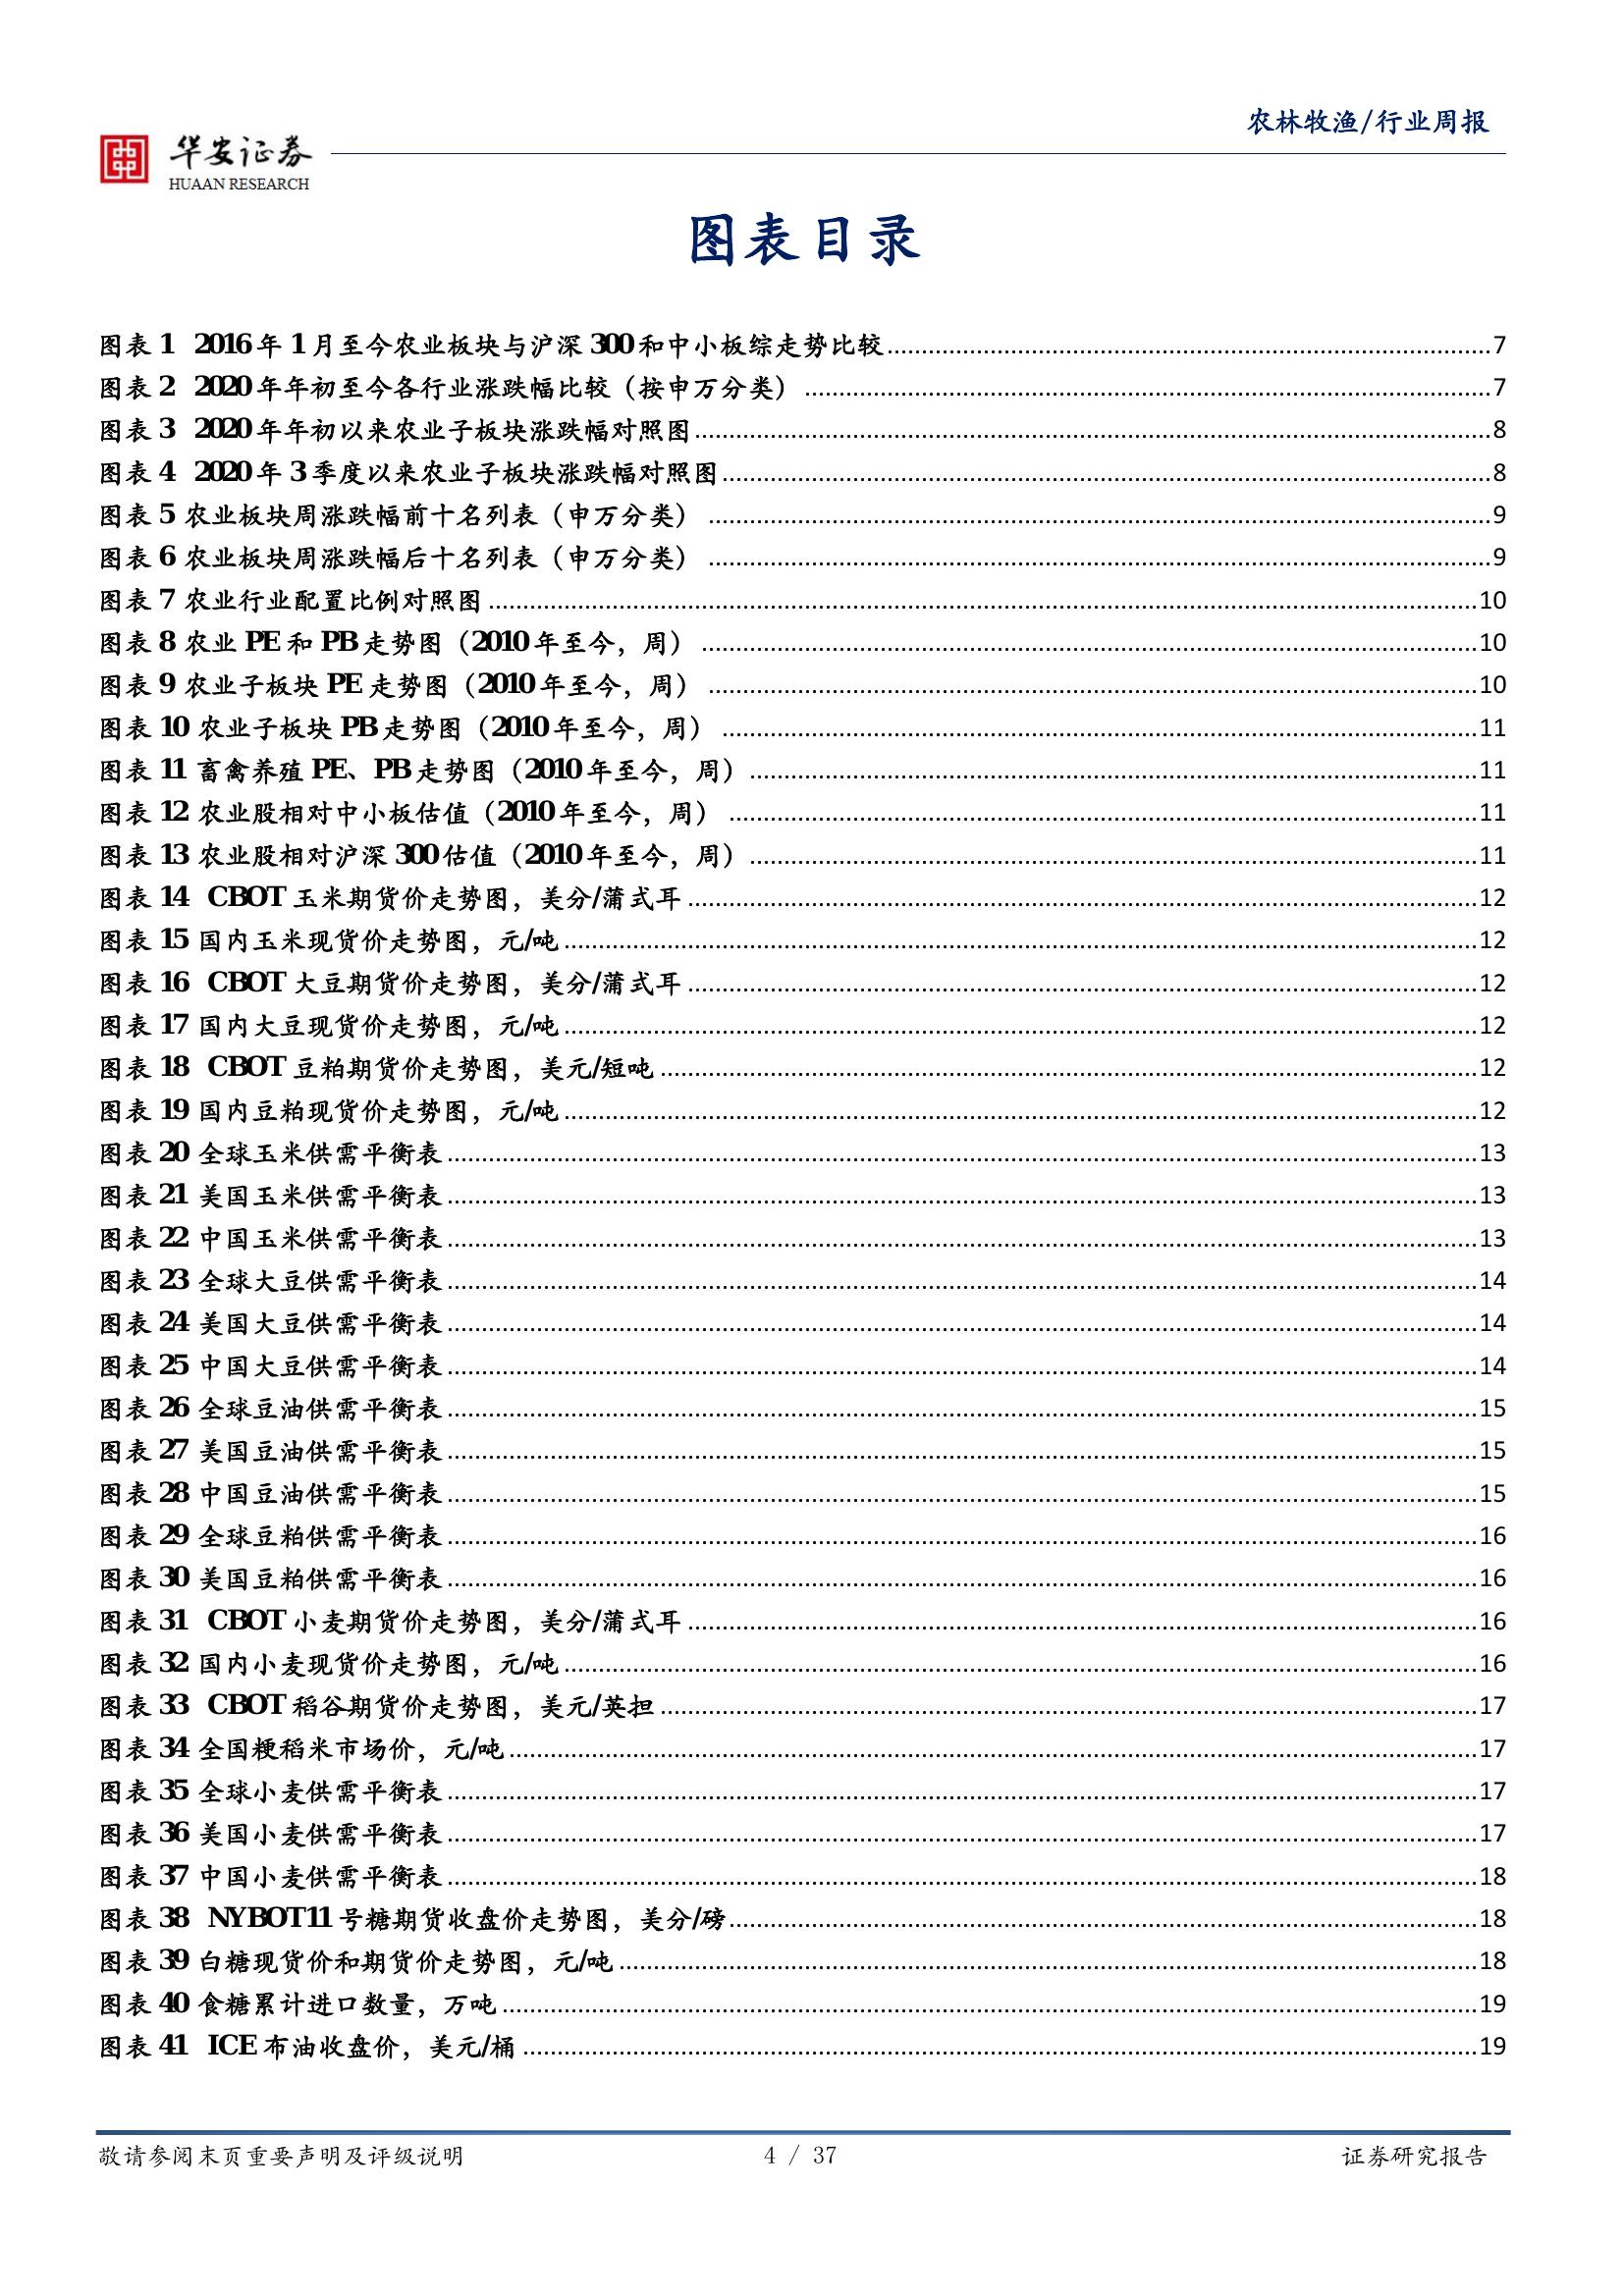 农林牧渔/行业周报
华安证券
HUAAN RESEARCH
图表目录
图表 1 2016 年 1 月至今农业板块与沪深 300 和中小板综走势比较 7
图表 2 2020 年年初至今各行业涨跌幅比较（按申万分类） 7
图表 3 2020 年年初以来农业子板块涨跌幅对照图 8
图表 4 2020 年 3 季度以来农业子板块涨跌幅对照图 8
图表 5 农业板块周涨跌幅前十名列表（申万分类） 9
图表 6 农业板块周涨跌幅后十名列表（申万分类） 9
图表 7 农业行业配置比例对照图 10
图表 8 农业 PE 和 PB 走势图（2010 年至今，周） 10
图表 9 农业子板块 PE 走势图（2010 年至今，周） 10
图表 10 农业子板块 PB 走势图（2010 年至今，周） 11
图表 11 畜禽养殖 PE、PB 走势图（2010 年至今，周） 11
图表 12 农业股相对中小板估值（2010 年至今，周） 11
图表 13 农业股相对沪深 300 估值（2010 年至今，周） 11
图表 14 CBOT 玉米期货价走势图，美分/蒲式耳 12
图表 15 国内玉米现货价走势图，元/吨 12
图表 16 CBOT 大豆期货价走势图，美分/蒲式耳 12
图表 17 国内大豆现货价走势图，元/吨 12
图表 18 CBOT 豆粕期货价走势图，美元/短吨 12
图表 19 国内豆粕现货价走势图，元/吨 12
图表 20 全球玉米供需平衡表 13
图表 21 美国玉米供需平衡表 13
图表 22 中国玉米供需平衡表 13
图表 23 全球大豆供需平衡表 14
图表 24 美国大豆供需平衡表 14
图表 25 中国大豆供需平衡表 14
图表 26 全球豆油供需平衡表 15
图表 27 美国豆油供需平衡表 15
图表 28 中国豆油供需平衡表 15
图表 29 全球豆粕供需平衡表 16
图表 30 美国豆粕供需平衡表 16
图表 31 CBOT 小麦期货价走势图，美分/蒲式耳 16
图表 32 国内小麦现货价走势图，元/吨 16
图表 33 CBOT 稻谷期货价走势图，美元/英担 17
图表 34 全国粳稻米市场价，元/吨 17
图表 35 全球小麦供需平衡表 17
图表 36 美国小麦供需平衡表 17
图表 37 中国小麦供需平衡表 18
图表 38 NYBOT11 号糖期货收盘价走势图，美分/磅 18
图表 39 白糖现货价和期货价走势图，元/吨 18
图表 40 食糖累计进口数量，万吨 19
图表 41 ICE 布油收盘价，美元/桶 19
敬请参阅末页重要声明及评级说明 4 / 37 证券研究报告